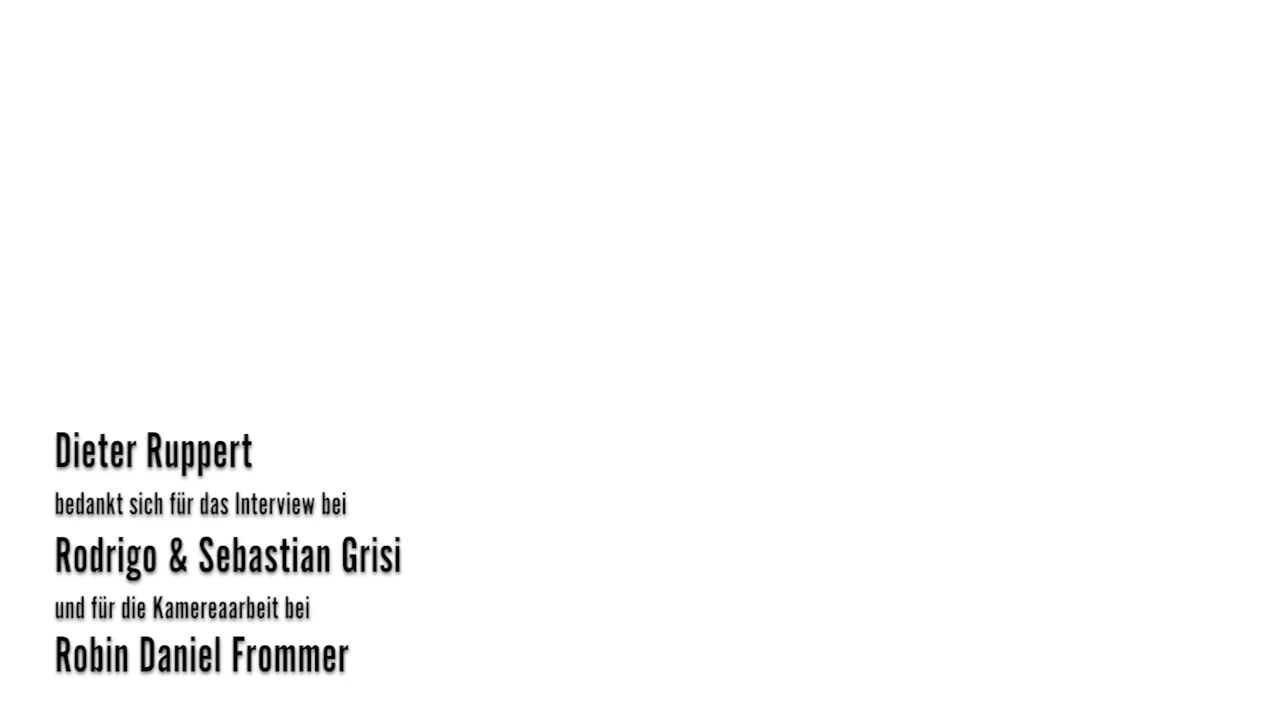 Dieter Ruppert
bedankt sich für das Interview bei
Rodrigo & Sebastian Grisi
und für die Kamereaarbeit bei
Robin Daniel Frommer